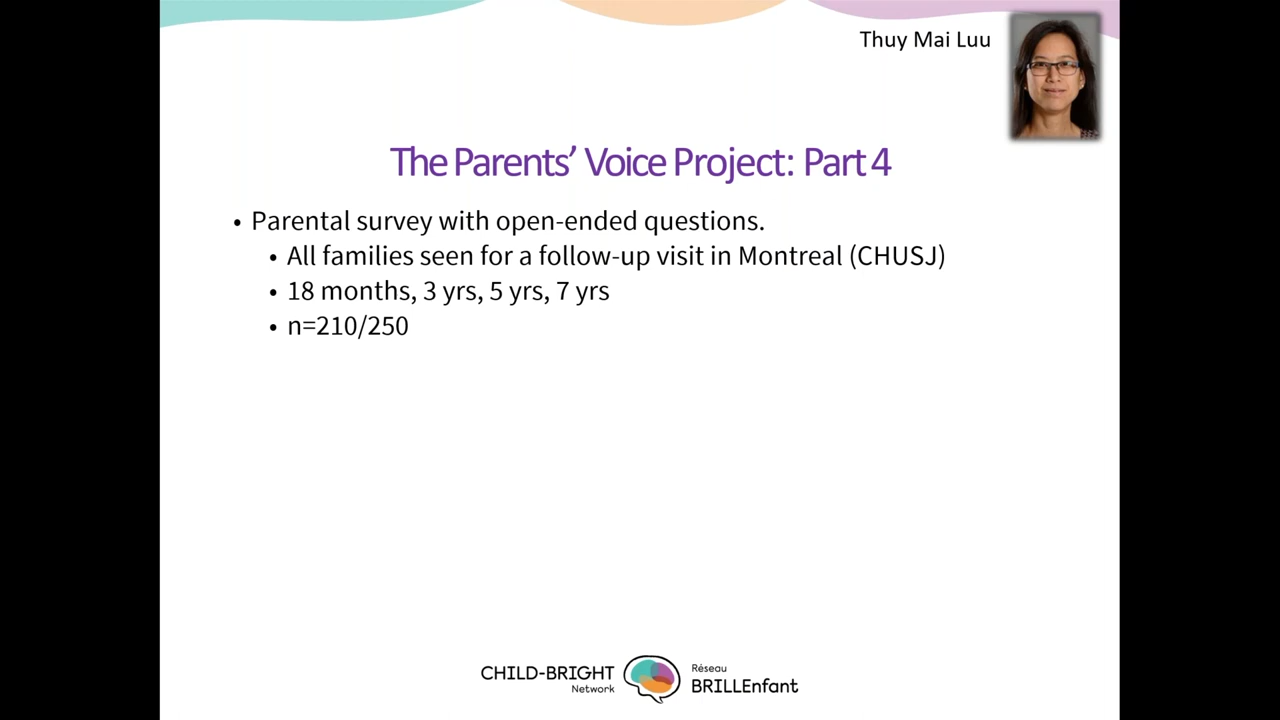 Thuy Mai Luu
The Parents’ Voice Project: Part 4
• Parental survey with open-ended questions.
• All families seen for a follow-up visit in Montreal (CHUSJ)
• 18 months, 3 yrs, 5 yrs, 7 yrs
• n=210/250
CHILD-BRIGHT
Network
Réseau
BRILLEnfant